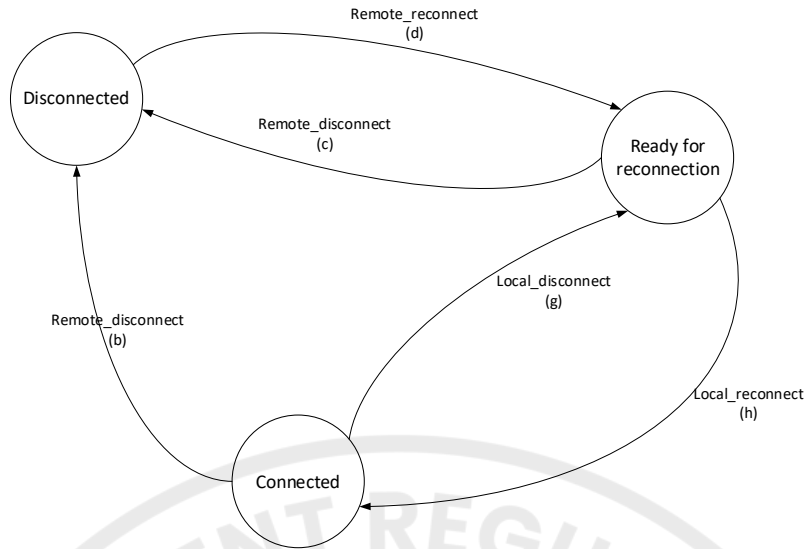 Remote_reconnect
(d)
Disconnected
Remote_disconnect
(c)
Ready for
reconnection
Local_disconnect
(g)
Remote_disconnect
(b)
Local_reconnect
(h)
Connected